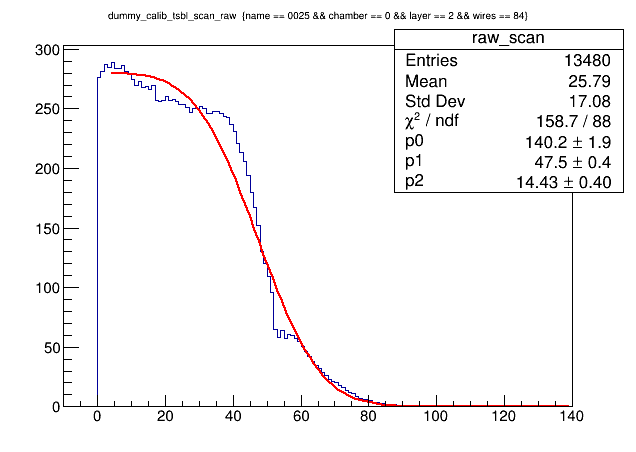 dummy_calib_tsbl_scan_raw {name == 0025 && chamber == 0 && layer == 2 && wires == 84}
raw_scan
Entries 13480
Mean 25.79
Std Dev 17.08
χ² / ndf 158.7 / 88
p0 140.2 ± 1.9
p1 47.5 ± 0.4
p2 14.43 ± 0.40
300
250
200
150
100
50
0
0 20 40 60 80 100 120 140